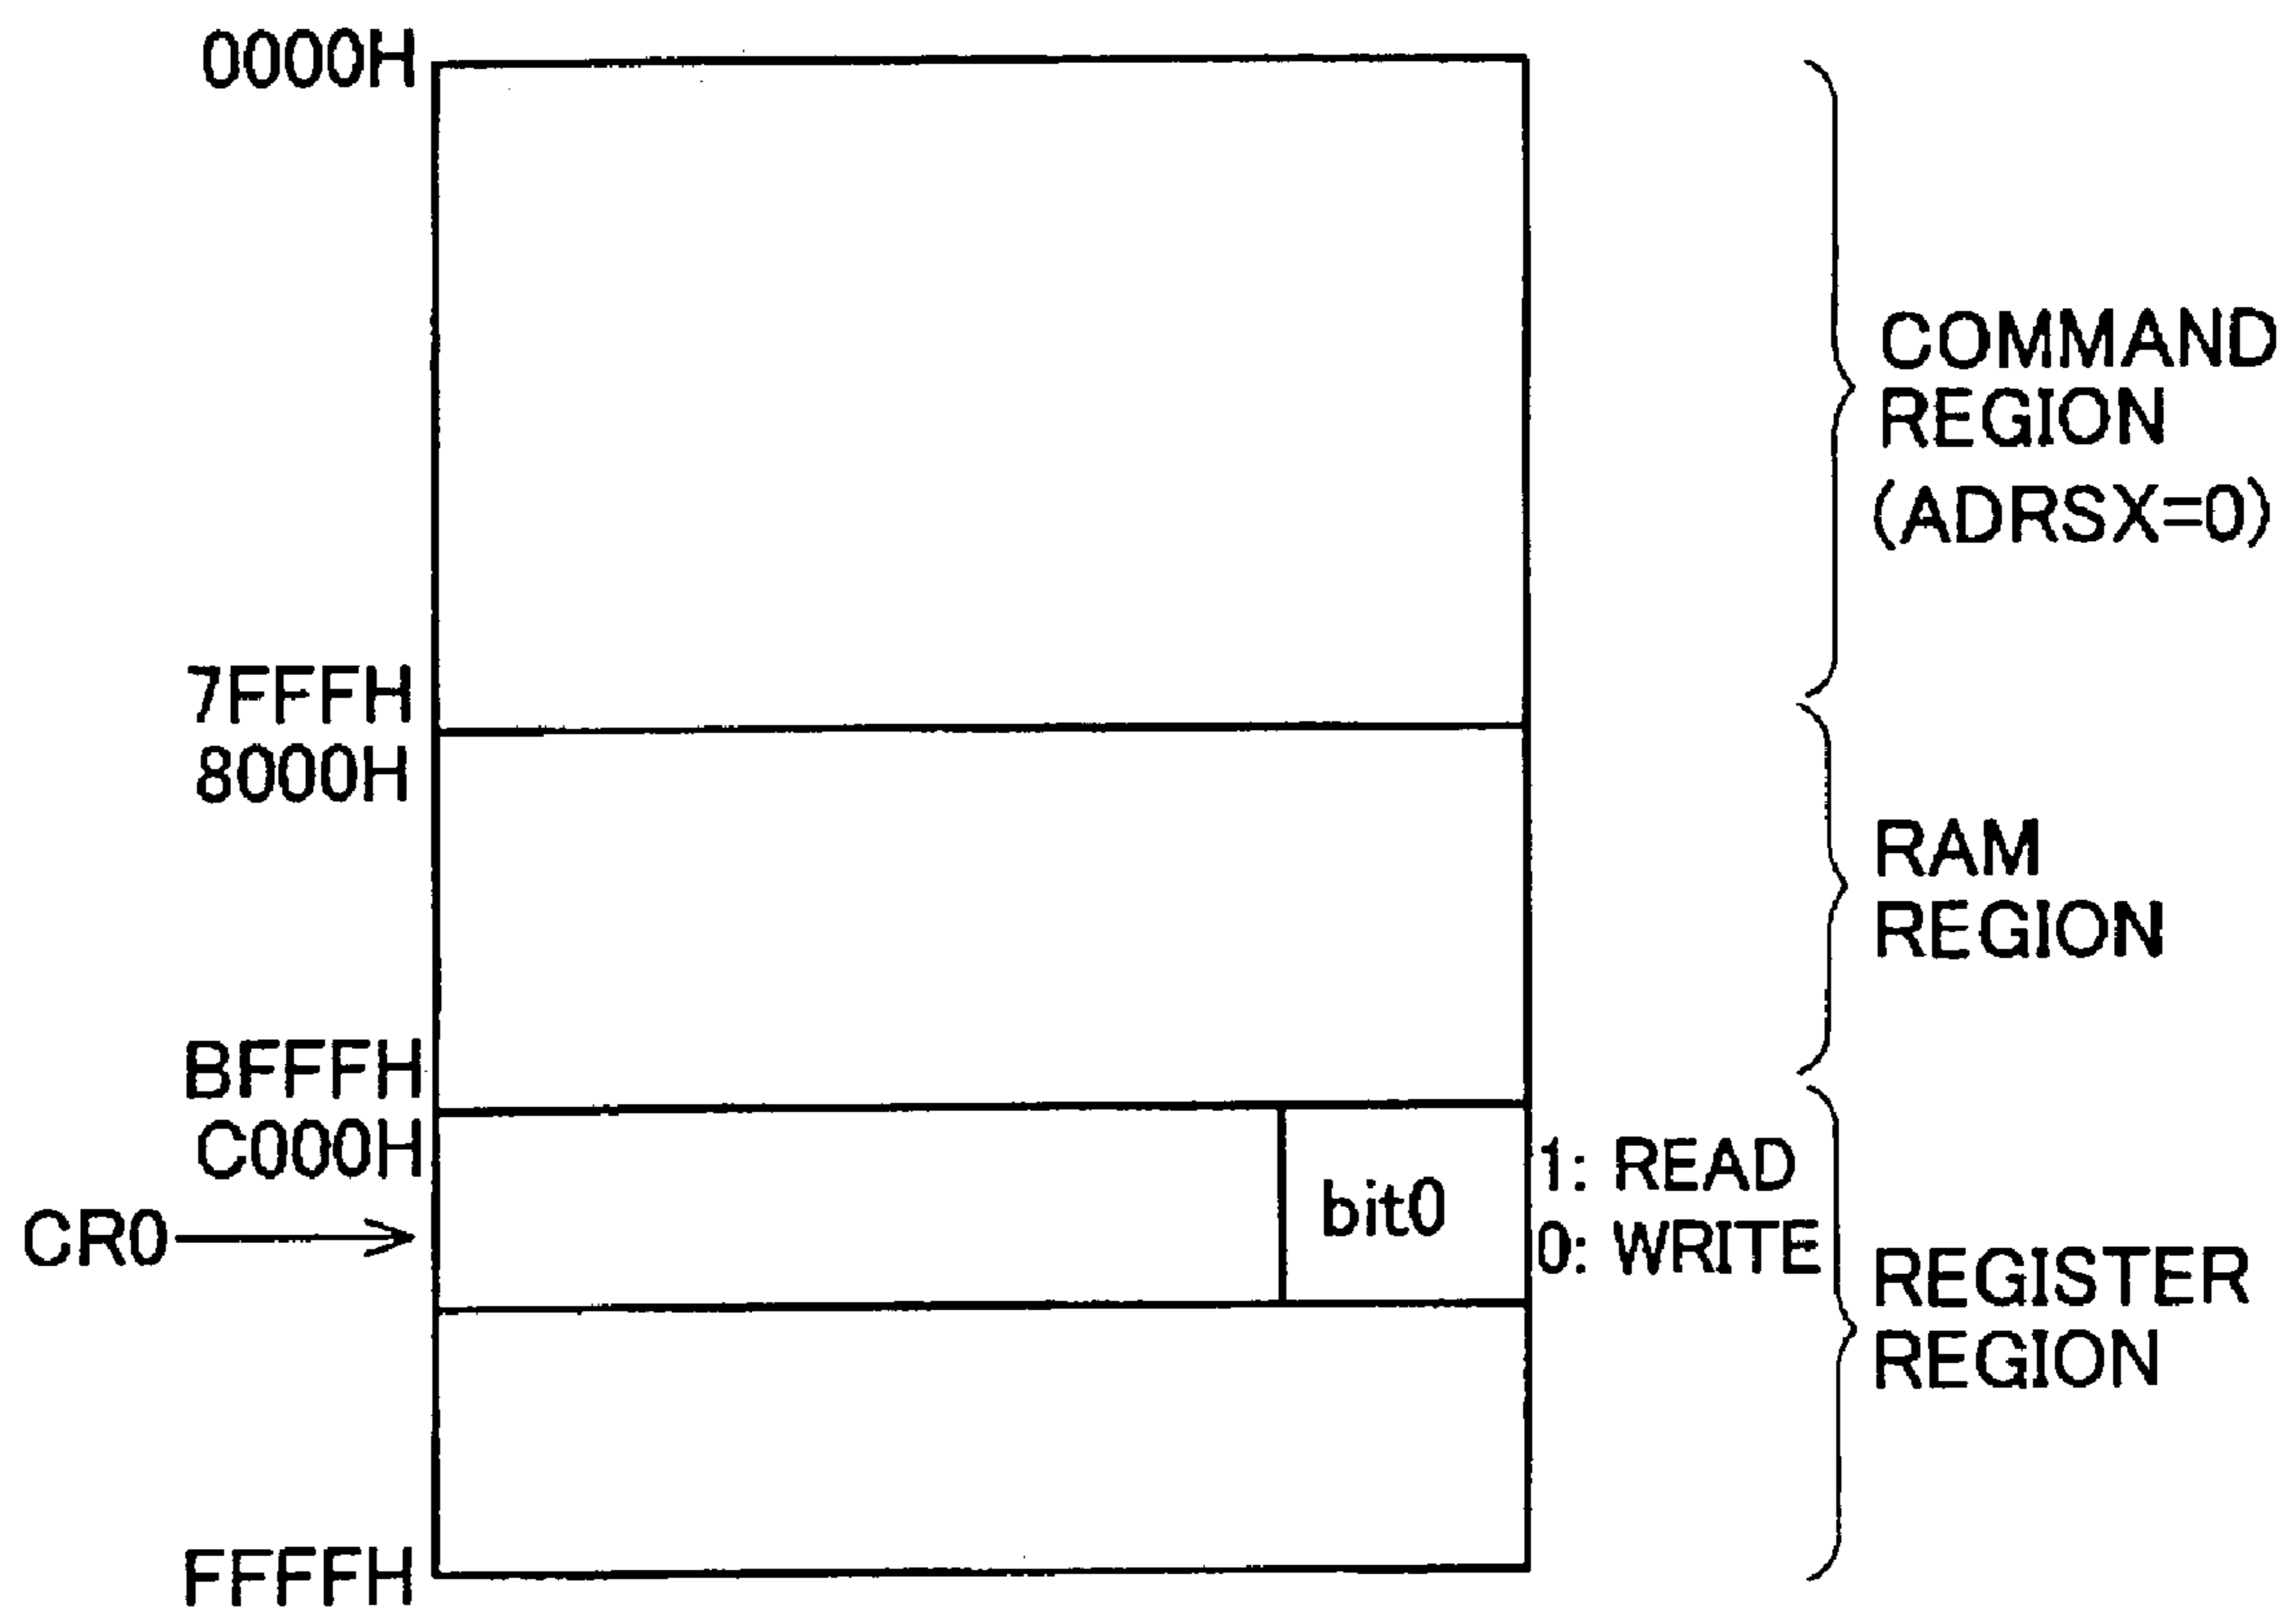 0000H
COMMAND
REGION
(ADRSX=0)
7FFFH
8000H
RAM
REGION
BFFFH
C000H
1: READ
CR0
bit0
0: WRITE
REGISTER
REGION
FFFFH